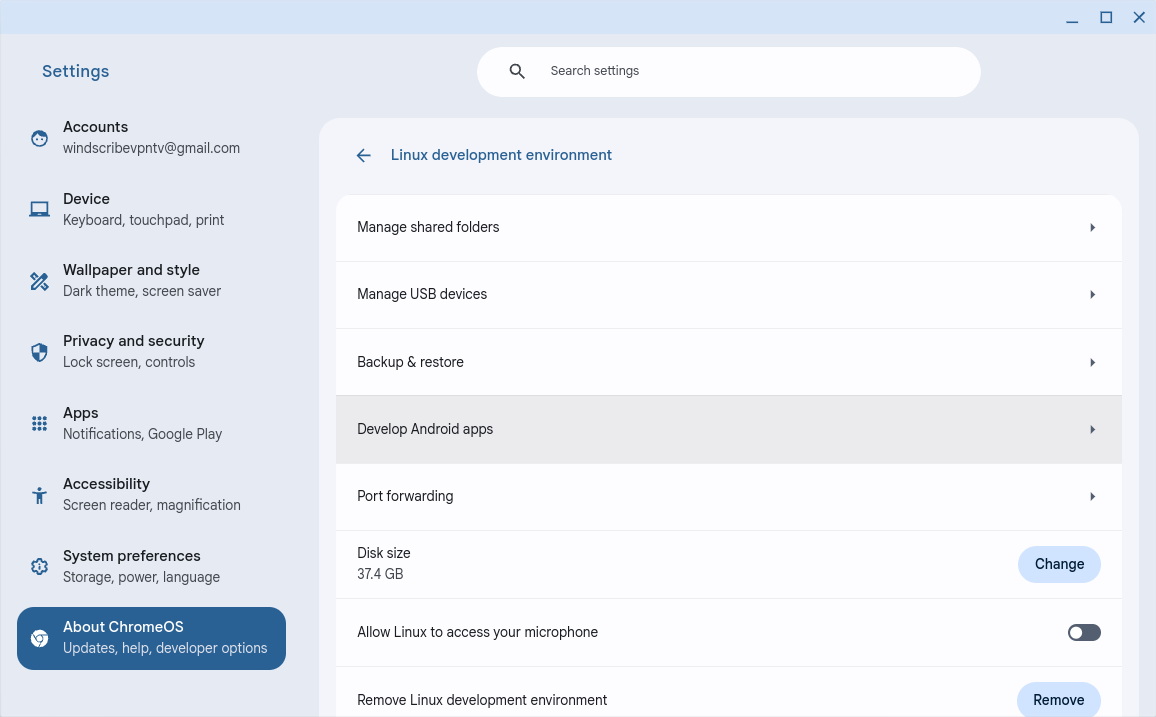 Settings
Search settings
Accounts
windscribevpntv@gmail.com
Device
Keyboard, touchpad, print
Wallpaper and style
Dark theme, screen saver
Privacy and security
Lock screen, controls
Apps
Notifications, Google Play
Accessibility
Screen reader, magnification
System preferences
Storage, power, language
About ChromeOS
Updates, help, developer options
Linux development environment
Manage shared folders
Manage USB devices
Backup & restore
Develop Android apps
Port forwarding
Disk size
37.4 GB
Change
Allow Linux to access your microphone
Remove Linux development environment
Remove